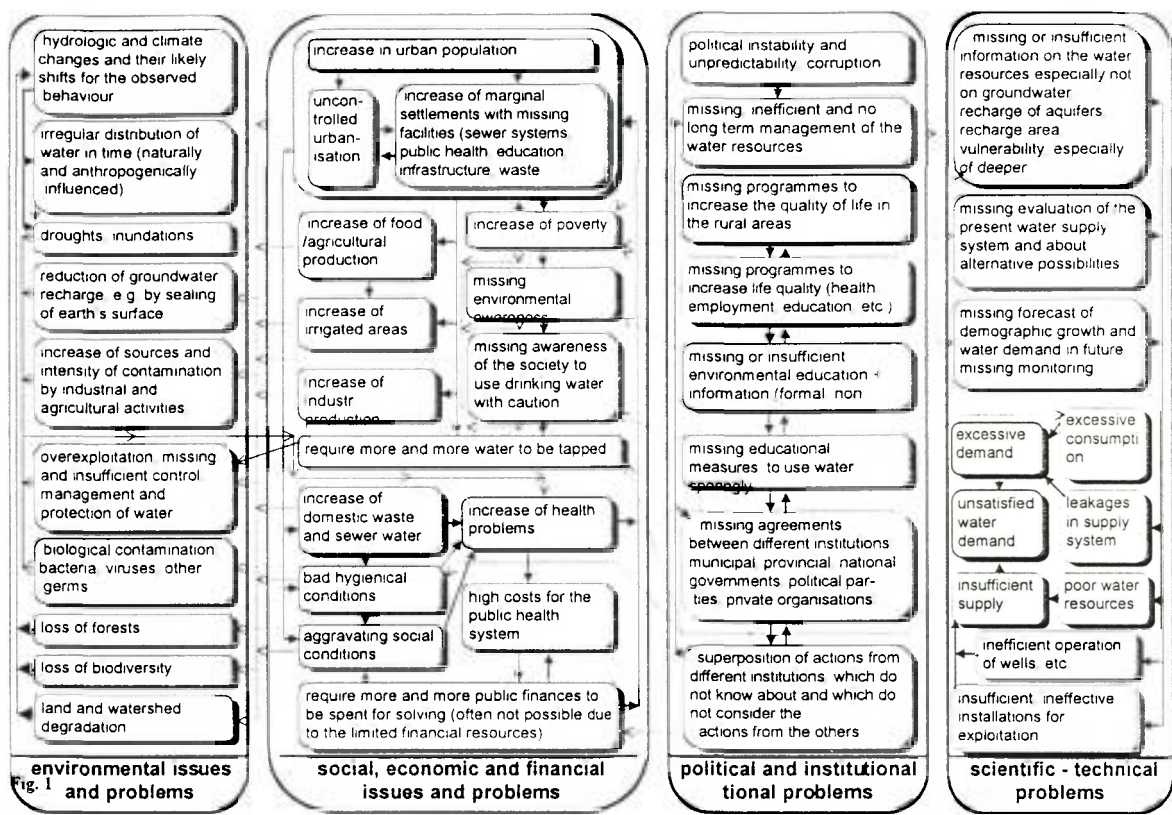 hydrologic and climate
changes and their likely
shifts for the observed
behaviour
irregular distribution of
water in time (naturally
and anthropogenically
influenced)
droughts inundations
reduction of groundwater
recharge e.g. by sealing
of earth s surface
increase of sources and
intensity of contamination
by industrial and
agricultural activities
overexploitation missing
and insufficient control
management and
protection of water
biological contamination
bacteria viruses other
germs
loss of forests
loss of biodiversity
land and watershed
degradation
environmental issues
and problems
Fig. 1
increase in urban population
uncon-
trolled
urban-
isation
increase of marginal
settlements with missing
facilities (sewer systems
public health education
infrastructure waste
increase of food
/agricultural
production
increase of poverty
missing
environmental
awareness
increase of
irrigated areas
missing awareness
of the society to
use drinking water
with caution
increase of
industr
production
require more and more water to be tapped
increase of
domestic waste
and sewer water
increase of health
problems
bad hygienical
conditions
high costs for the
public health
system
aggravating social
conditions
require more and more public finances to
be spent for solving (often not possible due
to the limited financial resources)
social, economic and financial
issues and problems
political instability and
unpredictability corruption
missing inefficient and no
long term management of the
water resources
missing programmes to
increase the quality of life in
the rural areas
missing programmes to
increase life quality (health
employment education etc )
missing or insufficient
environmental education +
information (formal non
missing educational
measures to use water
sparingly
missing agreements
between different institutions
municipal provincial national
governments political par-
ties private organisations
superposition of actions from
different institutions which do
not know about and which do
not consider the
actions from the others
political and institutional
tional problems
missing or insufficient
information on the water
resources especially not
on groundwater
recharge of aquifers
recharge area
vulnerability especially
of deeper
missing evaluation of the
present water supply
system and about
alternative possibilities
missing forecast of
demographic growth and
water demand in future
missing monitoring
excessive
demand
excessive
consumpti
on
unsatisfied
water
demand
leakages
in supply
system
insufficient
supply
poor water
resources
inefficient operation
of wells etc
insufficient ineffective
installations for
exploitation
scientific - technical
problems